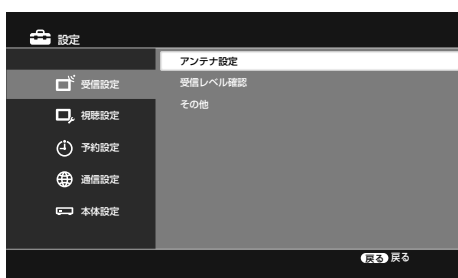 設定
アンテナ設定
受信設定
受信レベル確認
その他
視聴設定
予約設定
通信設定
本体設定
戻る 戻る